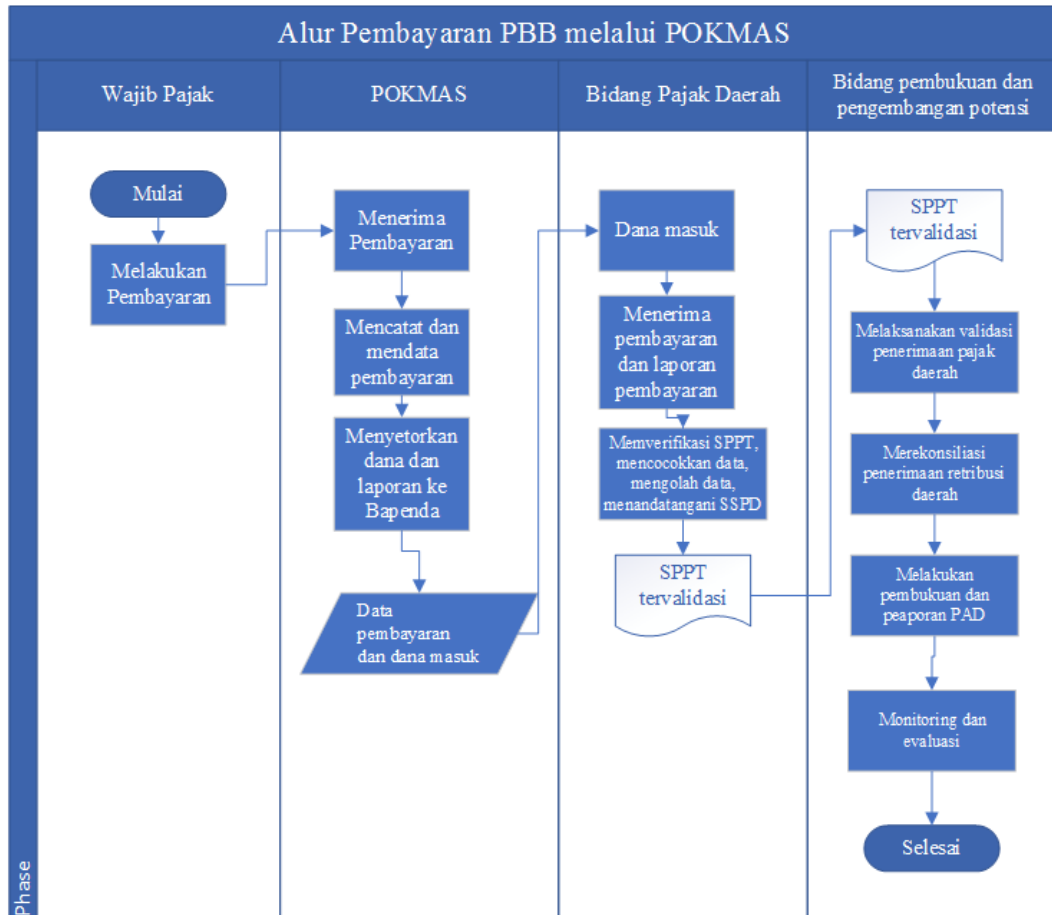 Alur Pembayaran PBB melalui POKMAS
Wajib Pajak
POKMAS
Bidang Pajak Daerah
Bidang pembukuan dan
pengembangan potensi
Mulai
Melakukan
Pembayaran
Menerima
Pembayaran
Mencatat dan
mendata
pembayaran
Menyetorkan
dana dan
laporan ke
Bapenda
Data
pembayaran
dan dana masuk
Dana masuk
Menerima
pembayaran
dan laporan
pembayaran
Memverifikasi SPPT,
mencocokkan data,
mengolah data,
menandatangani SSPD
SPPT
tervalidasi
SPPT
tervalidasi
Melaksanakan validasi
penerimaan pajak
daerah
Merekonsiliasi
penerimaan retribusi
daerah
Melakukan
pembukuan dan
peaporan PAD
Monitoring dan
evaluasi
Selesai
Phase